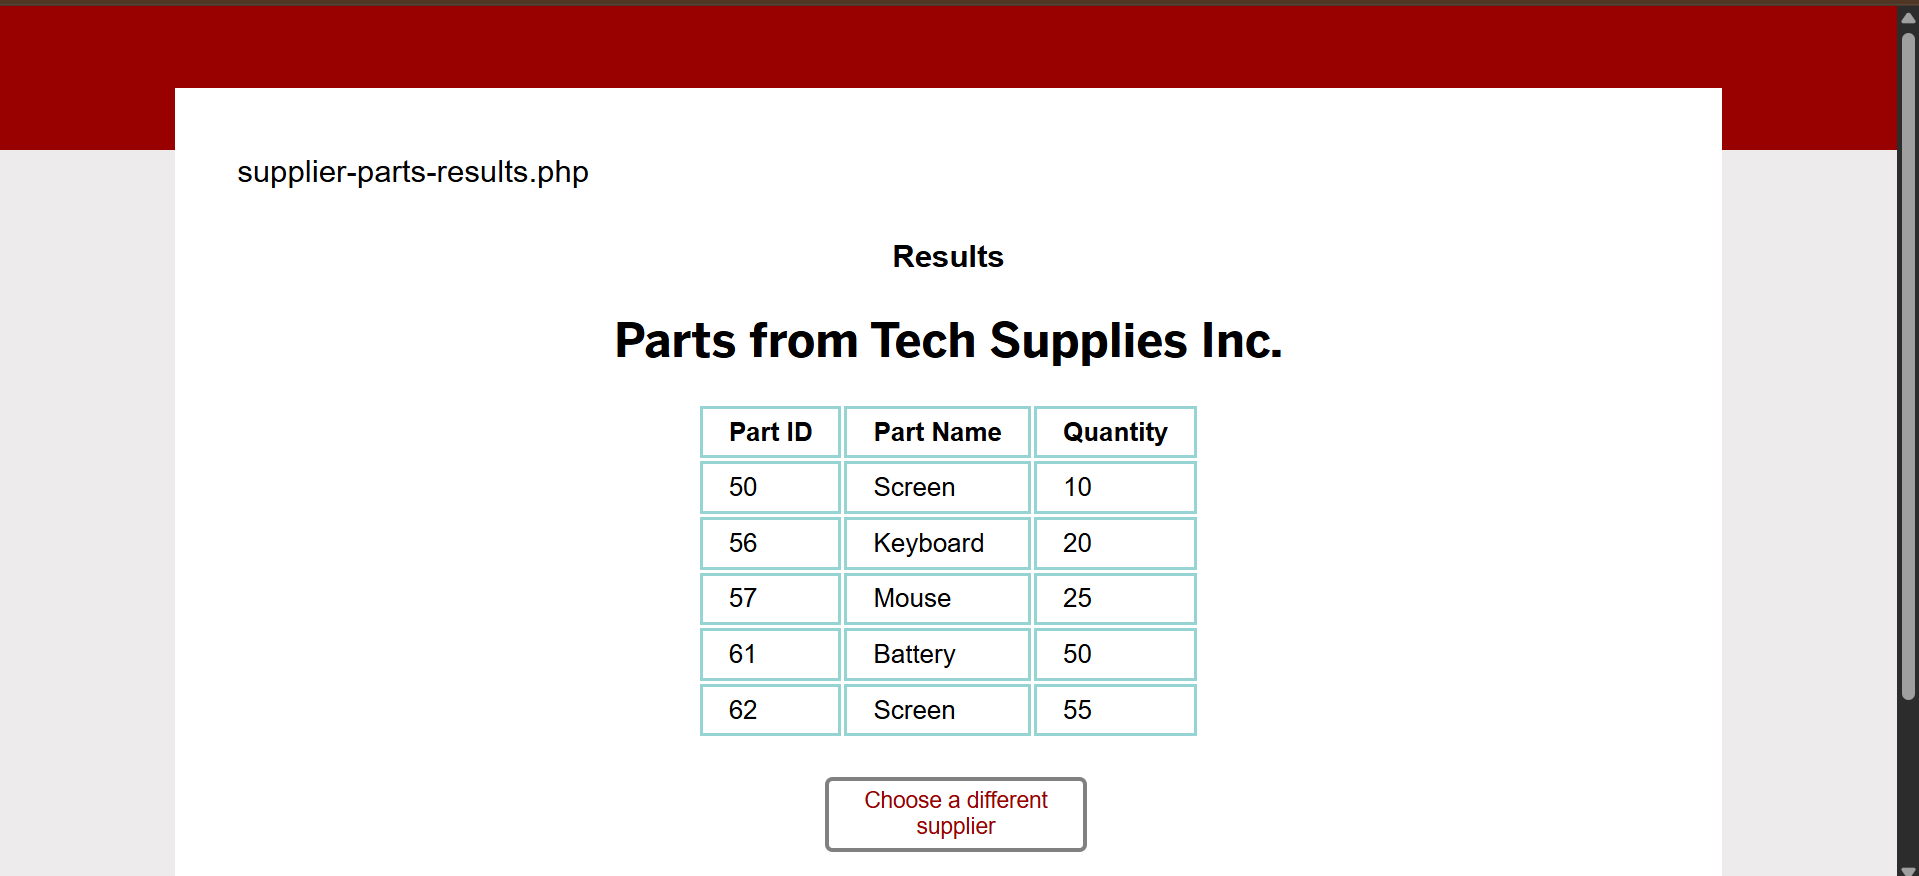 supplier-parts-results.php
Results
Parts from Tech Supplies Inc.
Part ID Part Name Quantity
50 Screen 10
56 Keyboard 20
57 Mouse 25
61 Battery 50
62 Screen 55
Choose a different
supplier